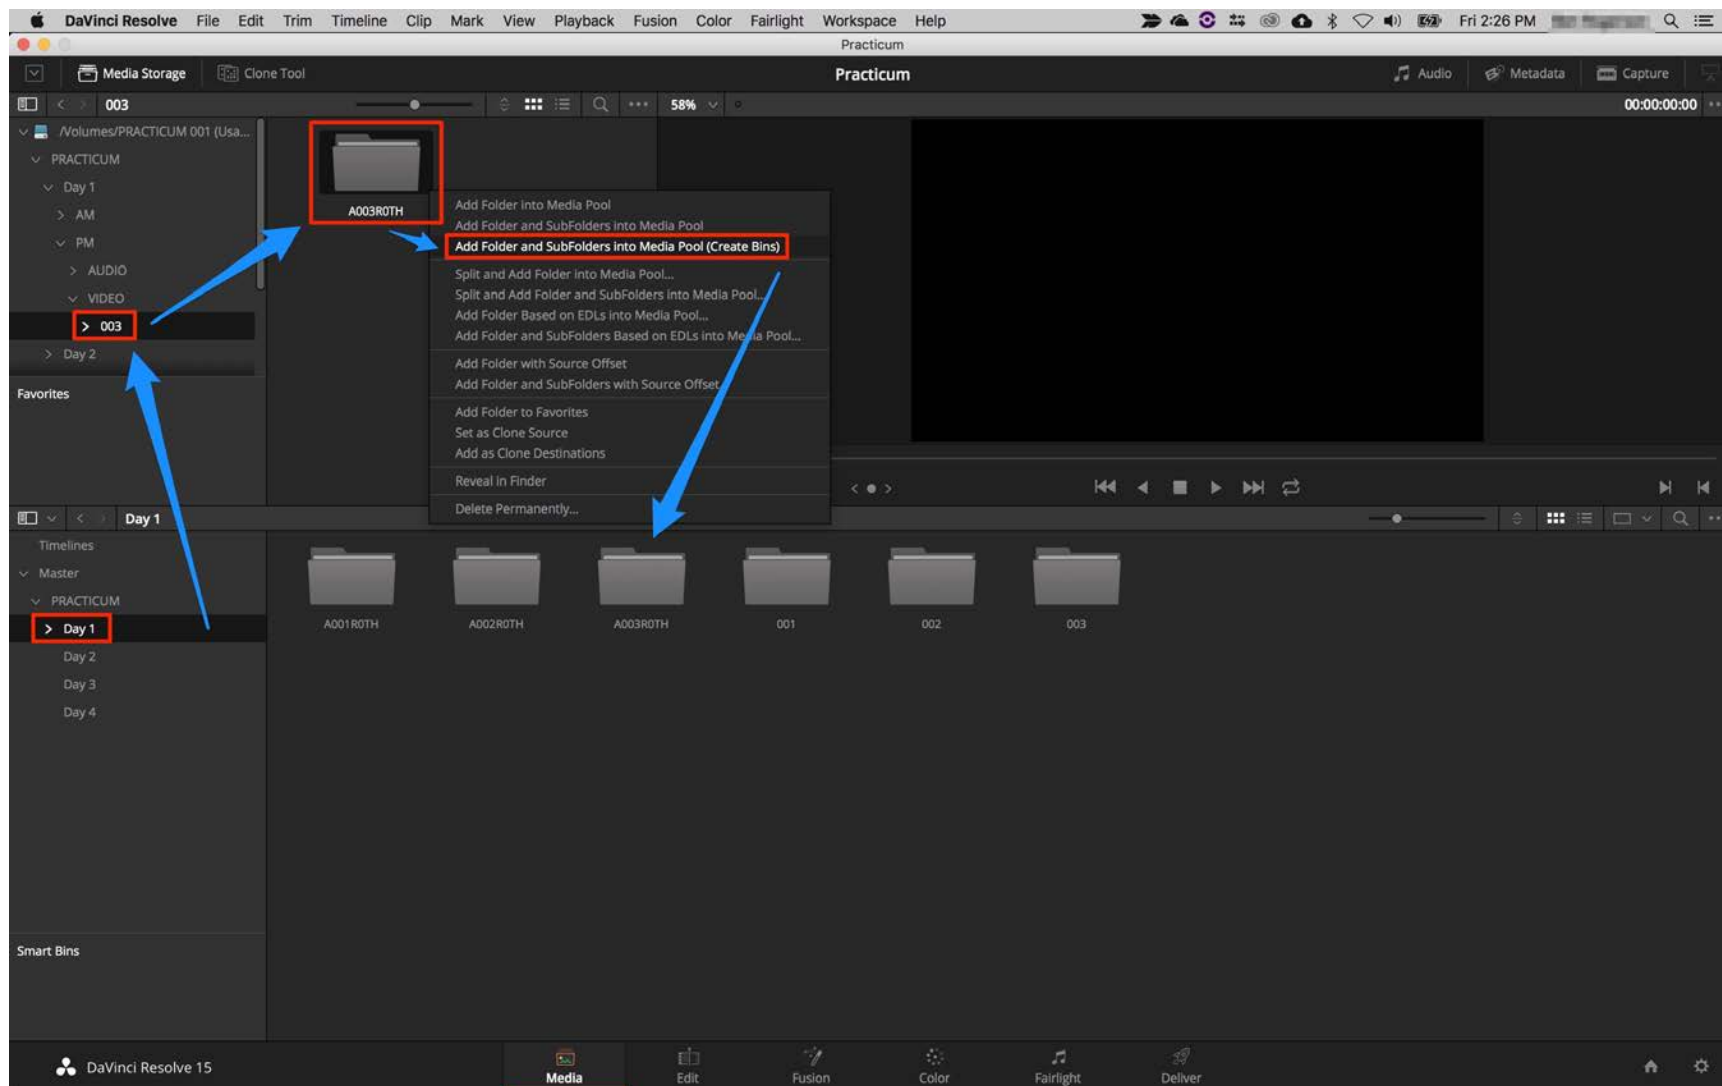 DaVinci Resolve File Edit Trim Timeline Clip Mark View Playback Fusion Color Fairlight Workspace Help Fri 2:26 PM
Practicum
Media Storage Clone Tool Practicum Audio Metadata Capture
003 58% 00:00:00:00
/Volumes/PRACTICUM 001 (Usa...
PRACTICUM
Day 1
AM
PM
AUDIO
VIDEO
003
Day 2
Favorites
A003R0TH
Add Folder into Media Pool
Add Folder and SubFolders into Media Pool
Add Folder and SubFolders into Media Pool (Create Bins)
Split and Add Folder into Media Pool...
Split and Add Folder and SubFolders into Media Pool...
Add Folder Based on EDLs into Media Pool...
Add Folder and SubFolders Based on EDLs into Media Pool...
Add Folder with Source Offset
Add Folder and SubFolders with Source Offset
Add Folder to Favorites
Set as Clone Source
Add as Clone Destinations
Reveal in Finder
Delete Permanently...
Day 1
Timelines
Master
PRACTICUM
Day 1
Day 2
Day 3
Day 4
A001R0TH A002R0TH A003R0TH 001 002 003
Smart Bins
DaVinci Resolve 15
Media Edit Fusion Color Fairlight Deliver